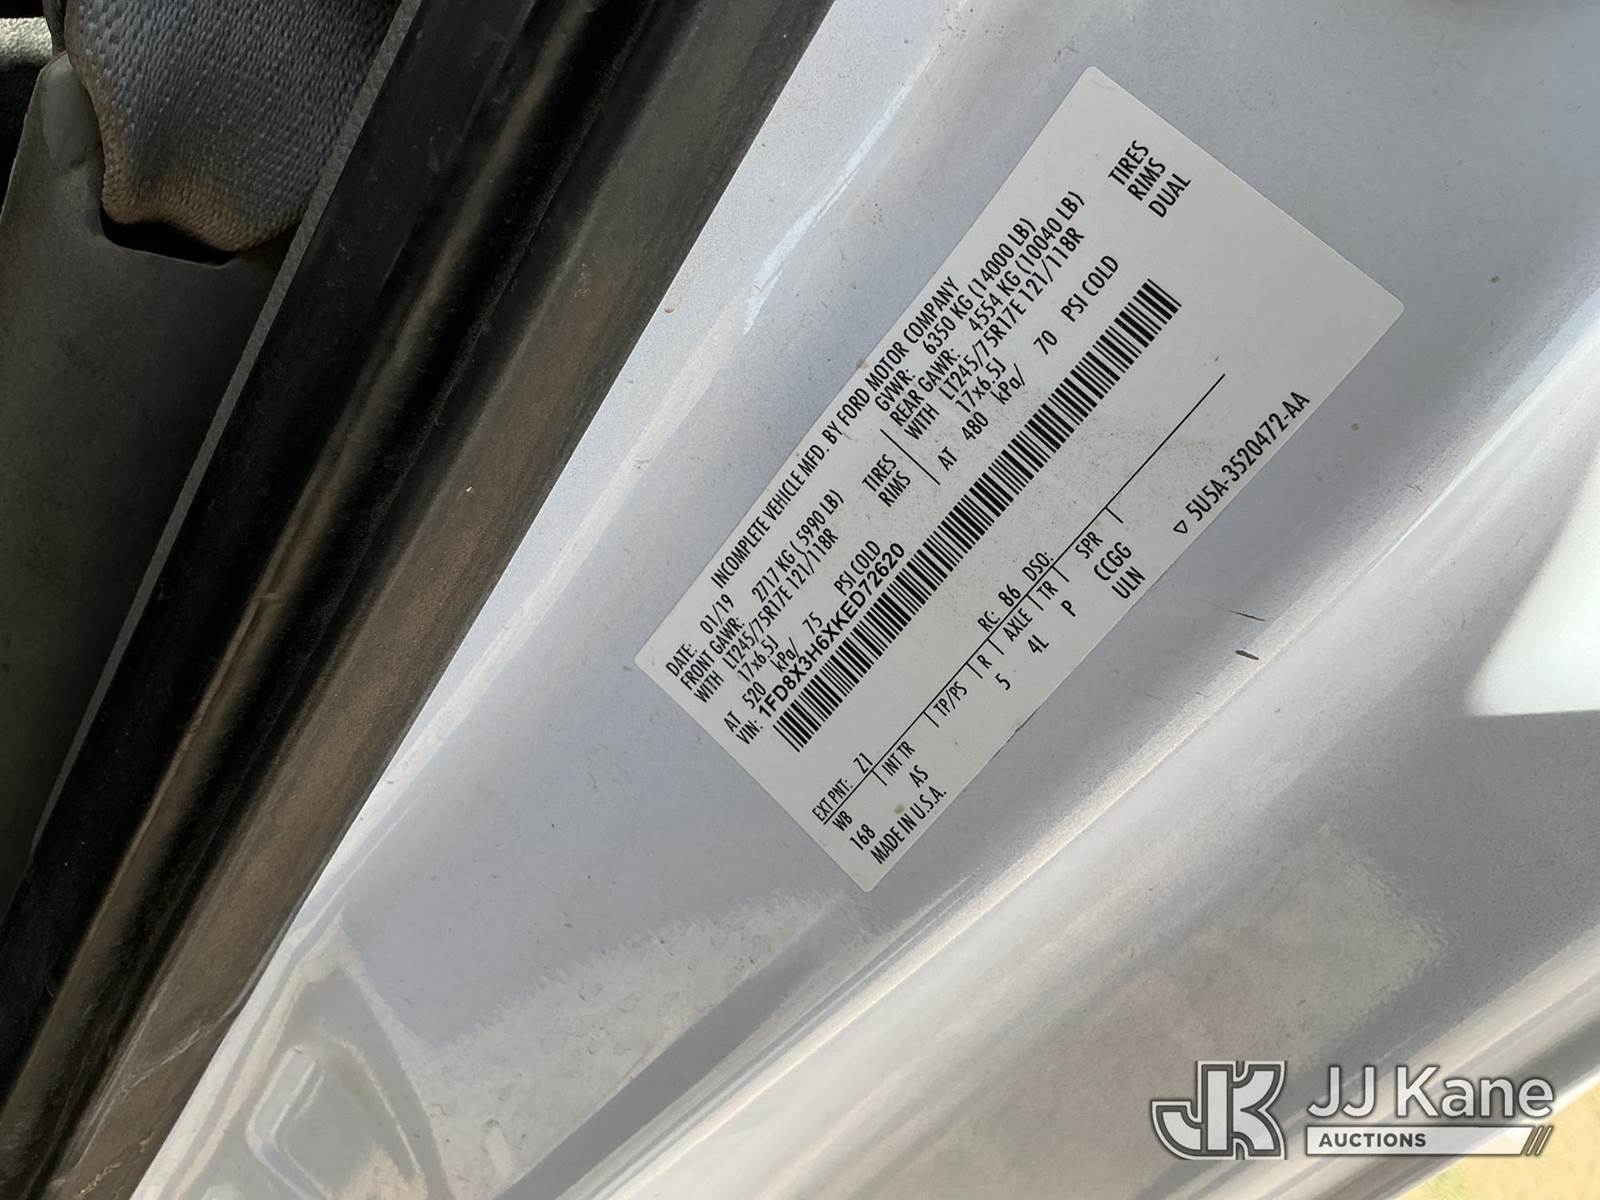 INCOMPLETE VEHICLE MFD. BY FORD MOTOR COMPANY
DATE: 01/19 GVWR: 6350 KG (14000 LB)
FRONT GAWR: 2717 KG ( 5990 LB) REAR GAWR: 4554 KG (10040 LB)
WITH LT245/75R17E 121/118R TIRES WITH LT245/75R17E 121/118R TIRES
17x6.5J RIMS 17x6.5J RIMS
AT 520 kPa/ 75 PSI COLD AT 480 kPa/ 70 PSI COLD DUAL
VIN: 1FD8X3H6XKED72620
EXT PNT: Z1 RC: 86 DSO:
WB INT TR TP/PS R AXLE TR SPR
168 AS 5 4L P CCGG
MADE IN U.S.A. ULN
▽ 5U5A-3520472-AA
JK JJ Kane
AUCTIONS